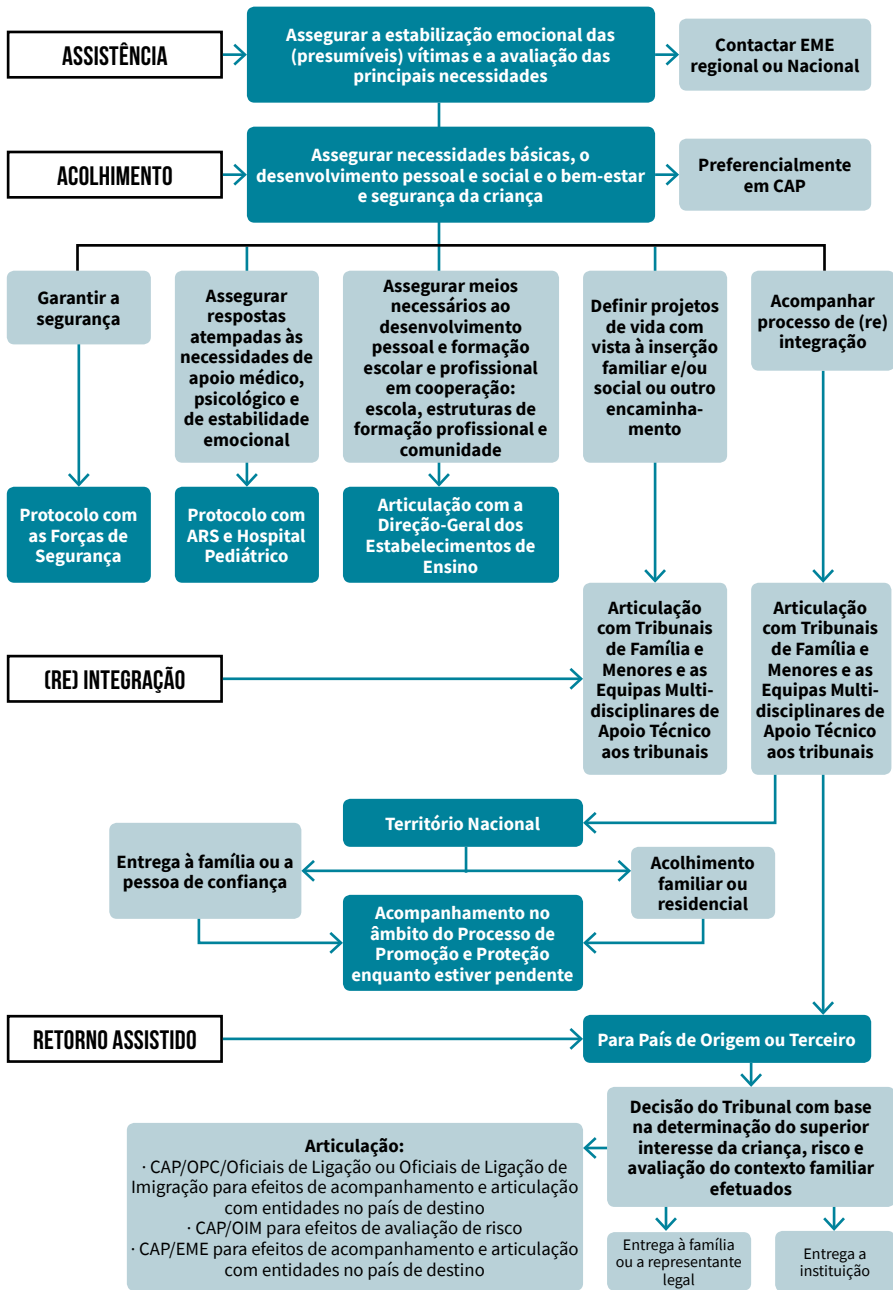 ASSISTÊNCIA
Assegurar a estabilização emocional das
(presumíveis) vítimas e a avaliação das
principais necessidades
Contactar EME
regional ou Nacional
ACOLHIMENTO
Assegurar necessidades básicas, o
desenvolvimento pessoal e social e o bem-estar
e segurança da criança
Preferencialmente
em CAP
Garantir a
segurança
Assegurar
respostas
atempadas às
necessidades de
apoio médico,
psicológico e
de estabilidade
emocional
Assegurar meios
necessários ao
desenvolvimento
pessoal e formação
escolar e profissional
em cooperação:
escola, estruturas de
formação profissional e
comunidade
Definir projetos
de vida com
vista à inserção
familiar e/ou
social ou outro
encaminha-
mento
Acompanhar
processo de (re)
integração
Protocolo com
as Forças de
Segurança
Protocolo com
ARS e Hospital
Pediátrico
Articulação com a
Direção-Geral dos
Estabelecimentos de
Ensino
(RE) INTEGRAÇÃO
Articulação
com Tribunais
de Família e
Menores e as
Equipas Multi-
disciplinares de
Apoio Técnico
aos tribunais
Articulação
com Tribunais
de Família e
Menores e as
Equipas Multi-
disciplinares de
Apoio Técnico
aos tribunais
Território Nacional
Entrega à família ou a
pessoa de confiança
Acolhimento
familiar ou
residencial
Acompanhamento no
âmbito do Processo de
Promoção e Proteção
enquanto estiver pendente
RETORNO ASSISTIDO
Para País de Origem ou Terceiro
Decisão do Tribunal com base
na determinação do superior
interesse da criança, risco e
avaliação do contexto familiar
efetuados
Articulação:
· CAP/OPC/Oficiais de Ligação ou Oficiais de Ligação de
Imigração para efeitos de acompanhamento e articulação
com entidades no país de destino
· CAP/OIM para efeitos de avaliação de risco
· CAP/EME para efeitos de acompanhamento e articulação
com entidades no país de destino
Entrega à família
ou a representante
legal
Entrega a
instituição